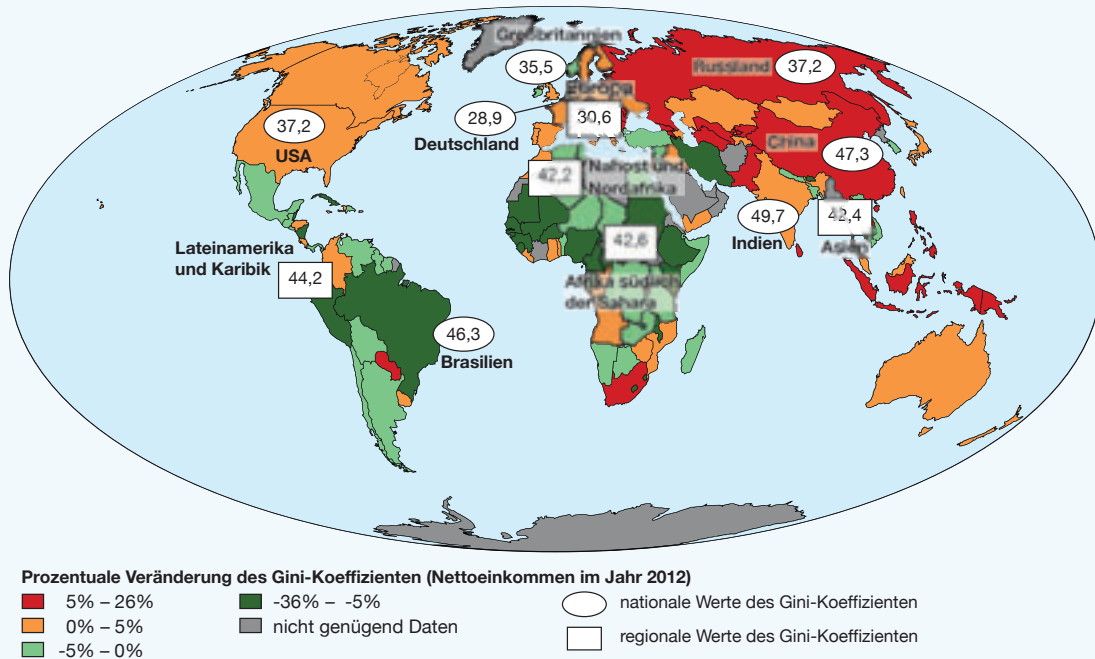 Großbritannien
35,5
Russland
37,2
Europa
28,9
30,6
Deutschland
37,2
USA
China
47,3
42,2
Nahost und
Nordafrika
49,7
Indien
42,4
Asien
42,6
Lateinamerika
und Karibik
44,2
Afrika südlich
der Sahara
46,3
Brasilien
Prozentuale Veränderung des Gini-Koeffizienten (Nettoeinkommen im Jahr 2012)
5% – 26%
0% – 5%
-5% – 0%
-36% – -5%
nicht genügend Daten
nationale Werte des Gini-Koeffizienten
regionale Werte des Gini-Koeffizienten